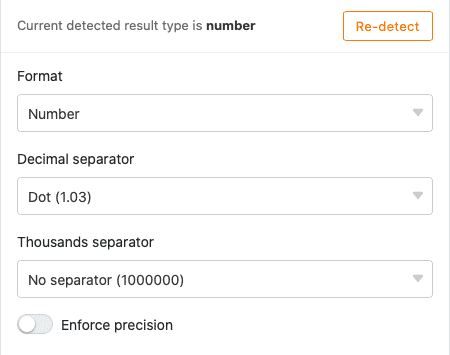 Current detected result type is number
Re-detect
Format
Number
Decimal separator
Dot (1.03)
Thousands separator
No separator (1000000)
Enforce precision